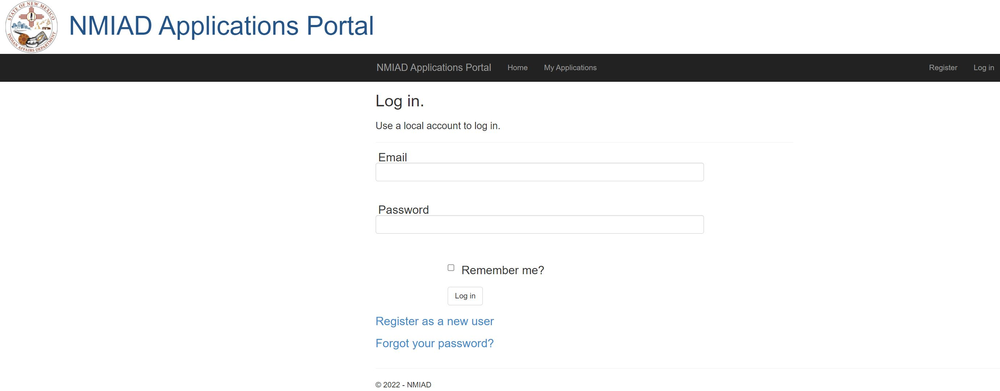 STATE OF NEW MEXICO
INDIAN AFFAIRS DEPARTMENT
NMIAD Applications Portal
NMIAD Applications Portal Home My Applications Register Log in
Log in.
Use a local account to log in.
Email
Password
Remember me?
Log in
Register as a new user
Forgot your password?
© 2022 - NMIAD